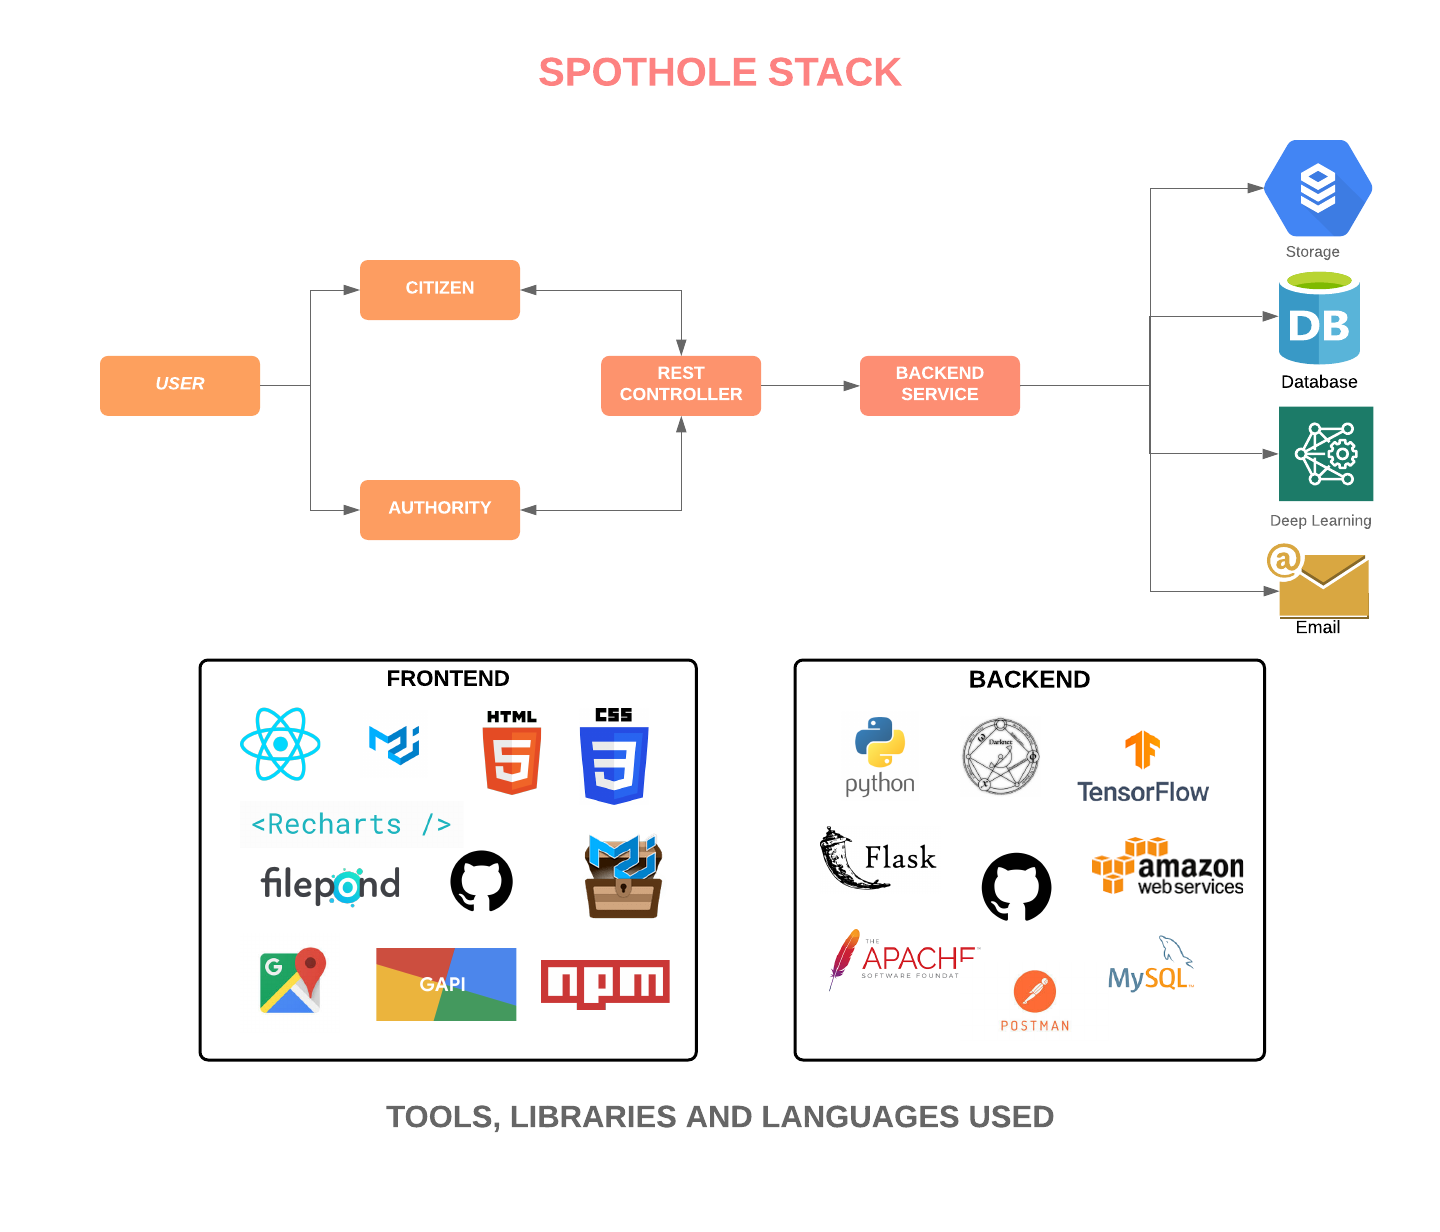 SPOTHOLE STACK
Storage
CITIZEN
DB
USER
REST
CONTROLLER
BACKEND
SERVICE
Database
AUTHORITY
Deep Learning
@
Email
FRONTEND
HTML
5
CSS
3
<Recharts />
filepond
G
GAPI
npm
BACKEND
python
Darknet
TensorFlow
Flask
amazon
web services
THE
APACHE
SOFTWARE FOUNDAT
MySQL
POSTMAN
TOOLS, LIBRARIES AND LANGUAGES USED